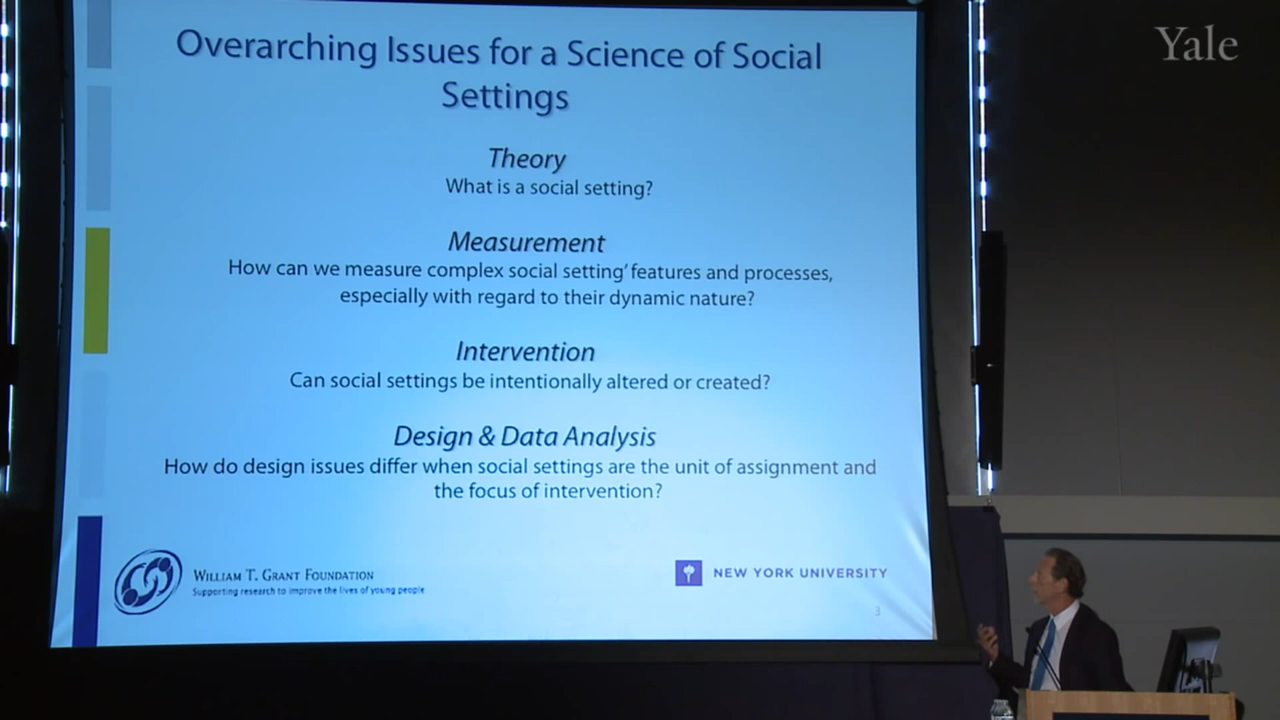 Yale
Overarching Issues for a Science of Social
Settings
Theory
What is a social setting?
Measurement
How can we measure complex social setting' features and processes,
especially with regard to their dynamic nature?
Intervention
Can social settings be intentionally altered or created?
Design & Data Analysis
How do design issues differ when social settings are the unit of assignment and
the focus of intervention?
WILLIAM T. GRANT FOUNDATION
Supporting research to improve the lives of young people
NEW YORK UNIVERSITY
3